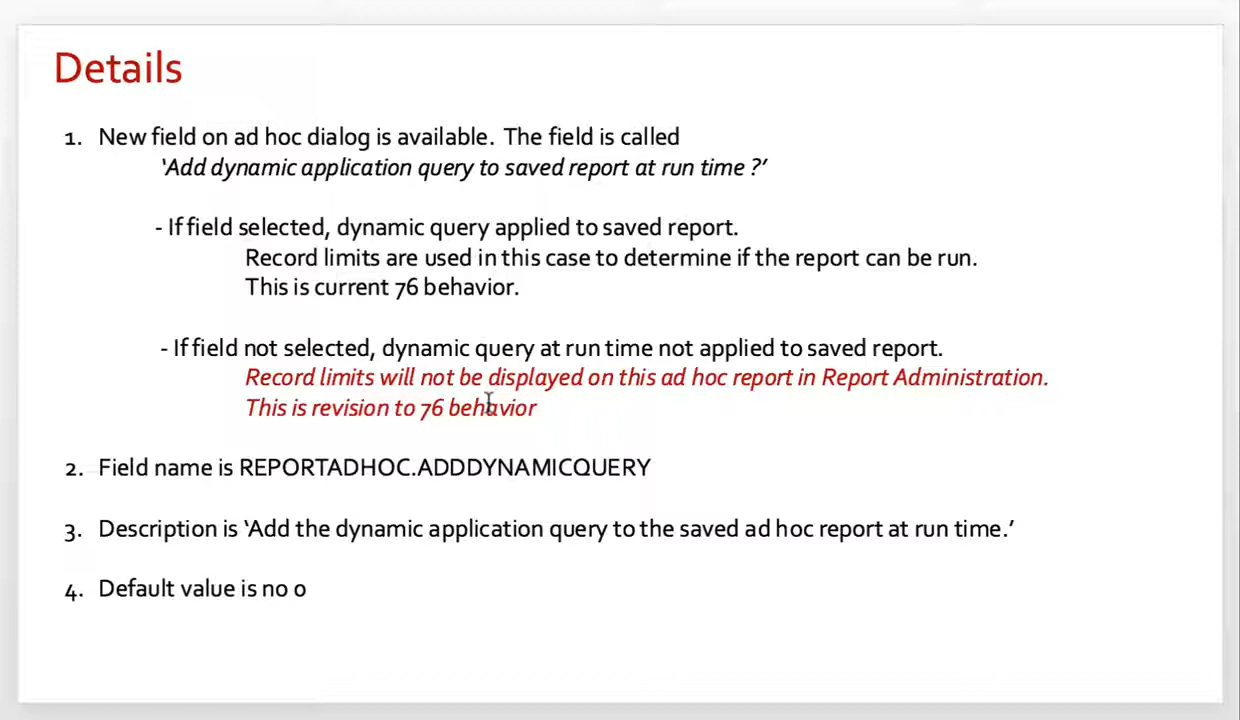 Details
1. New field on ad hoc dialog is available. The field is called
‘Add dynamic application query to saved report at run time ?’
- If field selected, dynamic query applied to saved report.
Record limits are used in this case to determine if the report can be run.
This is current 76 behavior.
- If field not selected, dynamic query at run time not applied to saved report.
Record limits will not be displayed on this ad hoc report in Report Administration.
This is revision to 76 behavior
2. Field name is REPORTADHOC.ADDDYNAMICQUERY
3. Description is ‘Add the dynamic application query to the saved ad hoc report at run time.’
4. Default value is no 0